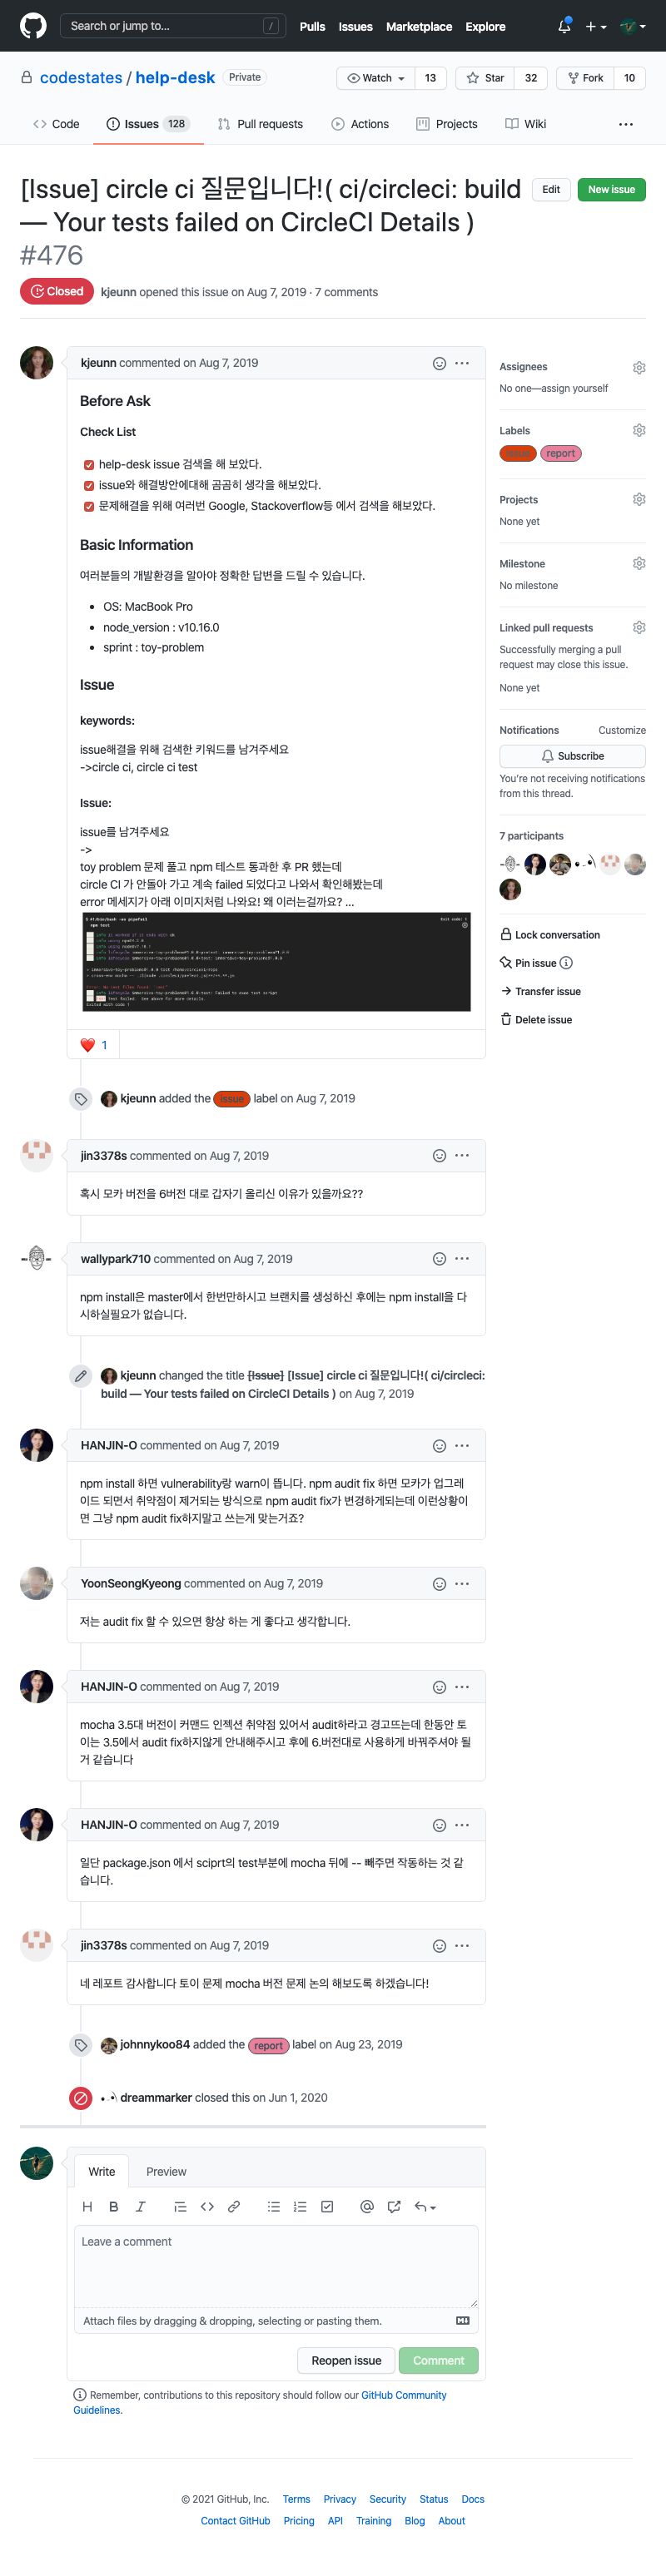 Search or jump to...
/
Pulls Issues Marketplace Explore
codestates / help-desk Private
Watch 13 Star 32 Fork 10
Code Issues 128 Pull requests Actions Projects Wiki ...
[Issue] circle ci 질문입니다!( ci/circleci: build
— Your tests failed on CircleCI Details )
#476
Edit New issue
Closed kjeunn opened this issue on Aug 7, 2019 · 7 comments
kjeunn commented on Aug 7, 2019
Before Ask
Check List
help-desk issue 검색을 해 보았다.
issue와 해결방안에대해 곰곰히 생각을 해보았다.
문제해결을 위해 여러번 Google, Stackoverflow등 에서 검색을 해보았다.
Basic Information
여러분들의 개발환경을 알아야 정확한 답변을 드릴 수 있습니다.
• OS: MacBook Pro
• node_version : v10.16.0
• sprint : toy-problem
Issue
keywords:
issue해결을 위해 검색한 키워드를 남겨주세요
->circle ci, circle ci test
Issue:
issue를 남겨주세요
->
toy problem 문제 풀고 npm 테스트 통과한 후 PR 했는데
circle CI 가 안돌아 가고 계속 failed 되었다고 나와서 확인해봤는데
error 메세지가 아래 이미지처럼 나와요! 왜 이러는걸까요? ...
npm test
❤️ 1
kjeunn added the issue label on Aug 7, 2019
jin3378s commented on Aug 7, 2019
혹시 모카 버전을 6버전 대로 갑자기 올리신 이유가 있을까요??
wallypark710 commented on Aug 7, 2019
npm install은 master에서 한번만하시고 브랜치를 생성하신 후에는 npm install을 다
시하실필요가 없습니다.
kjeunn changed the title [Issue] [Issue] circle ci 질문입니다!( ci/circleci:
build — Your tests failed on CircleCI Details ) on Aug 7, 2019
HANJIN-O commented on Aug 7, 2019
npm install 하면 vulnerability랑 warn이 뜹니다. npm audit fix 하면 모카가 업그레
이드 되면서 취약점이 제거되는 방식으로 npm audit fix가 변경하게되는데 이런상황이
면 그냥 npm audit fix하지말고 쓰는게 맞는거죠?
YoonSeongKyeong commented on Aug 7, 2019
저는 audit fix 할 수 있으면 항상 하는 게 좋다고 생각합니다.
HANJIN-O commented on Aug 7, 2019
mocha 3.5대 버전이 커맨드 인젝션 취약점 있어서 audit하라고 경고뜨는데 한동안 토
이는 3.5에서 audit fix하지않게 안내해주시고 후에 6.버전대로 사용하게 바꿔주셔야 될
거 같습니다
HANJIN-O commented on Aug 7, 2019
일단 package.json 에서 sciprt의 test부분에 mocha 뒤에 -- 빼주면 작동하는 것 같
습니다.
jin3378s commented on Aug 7, 2019
네 레포트 감사합니다 토이 문제 mocha 버전 문제 논의 해보도록 하겠습니다!
johnnykoo84 added the report label on Aug 23, 2019
dreammarker closed this on Jun 1, 2020
Assignees
No one—assign yourself
Labels
issue report
Projects
None yet
Milestone
No milestone
Linked pull requests
Successfully merging a pull
request may close this issue.
None yet
Notifications Customize
Subscribe
You're not receiving notifications
from this thread.
7 participants
Lock conversation
Pin issue
Transfer issue
Delete issue
Write Preview
Leave a comment
Attach files by dragging & dropping, selecting or pasting them.
Reopen issue Comment
Remember, contributions to this repository should follow our GitHub Community
Guidelines.
© 2021 GitHub, Inc. Terms Privacy Security Status Docs
Contact GitHub Pricing API Training Blog About